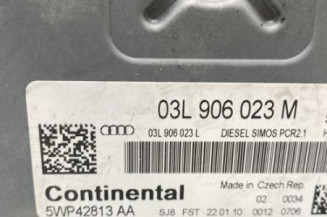 03L 906 023 M
03L 906 023 L DIESEL SIMOS PCR2.1
Continental
Made in Czech Rep.
02 0034
5WP42813 AA SJ8 FST 22.01.10 0012 0706